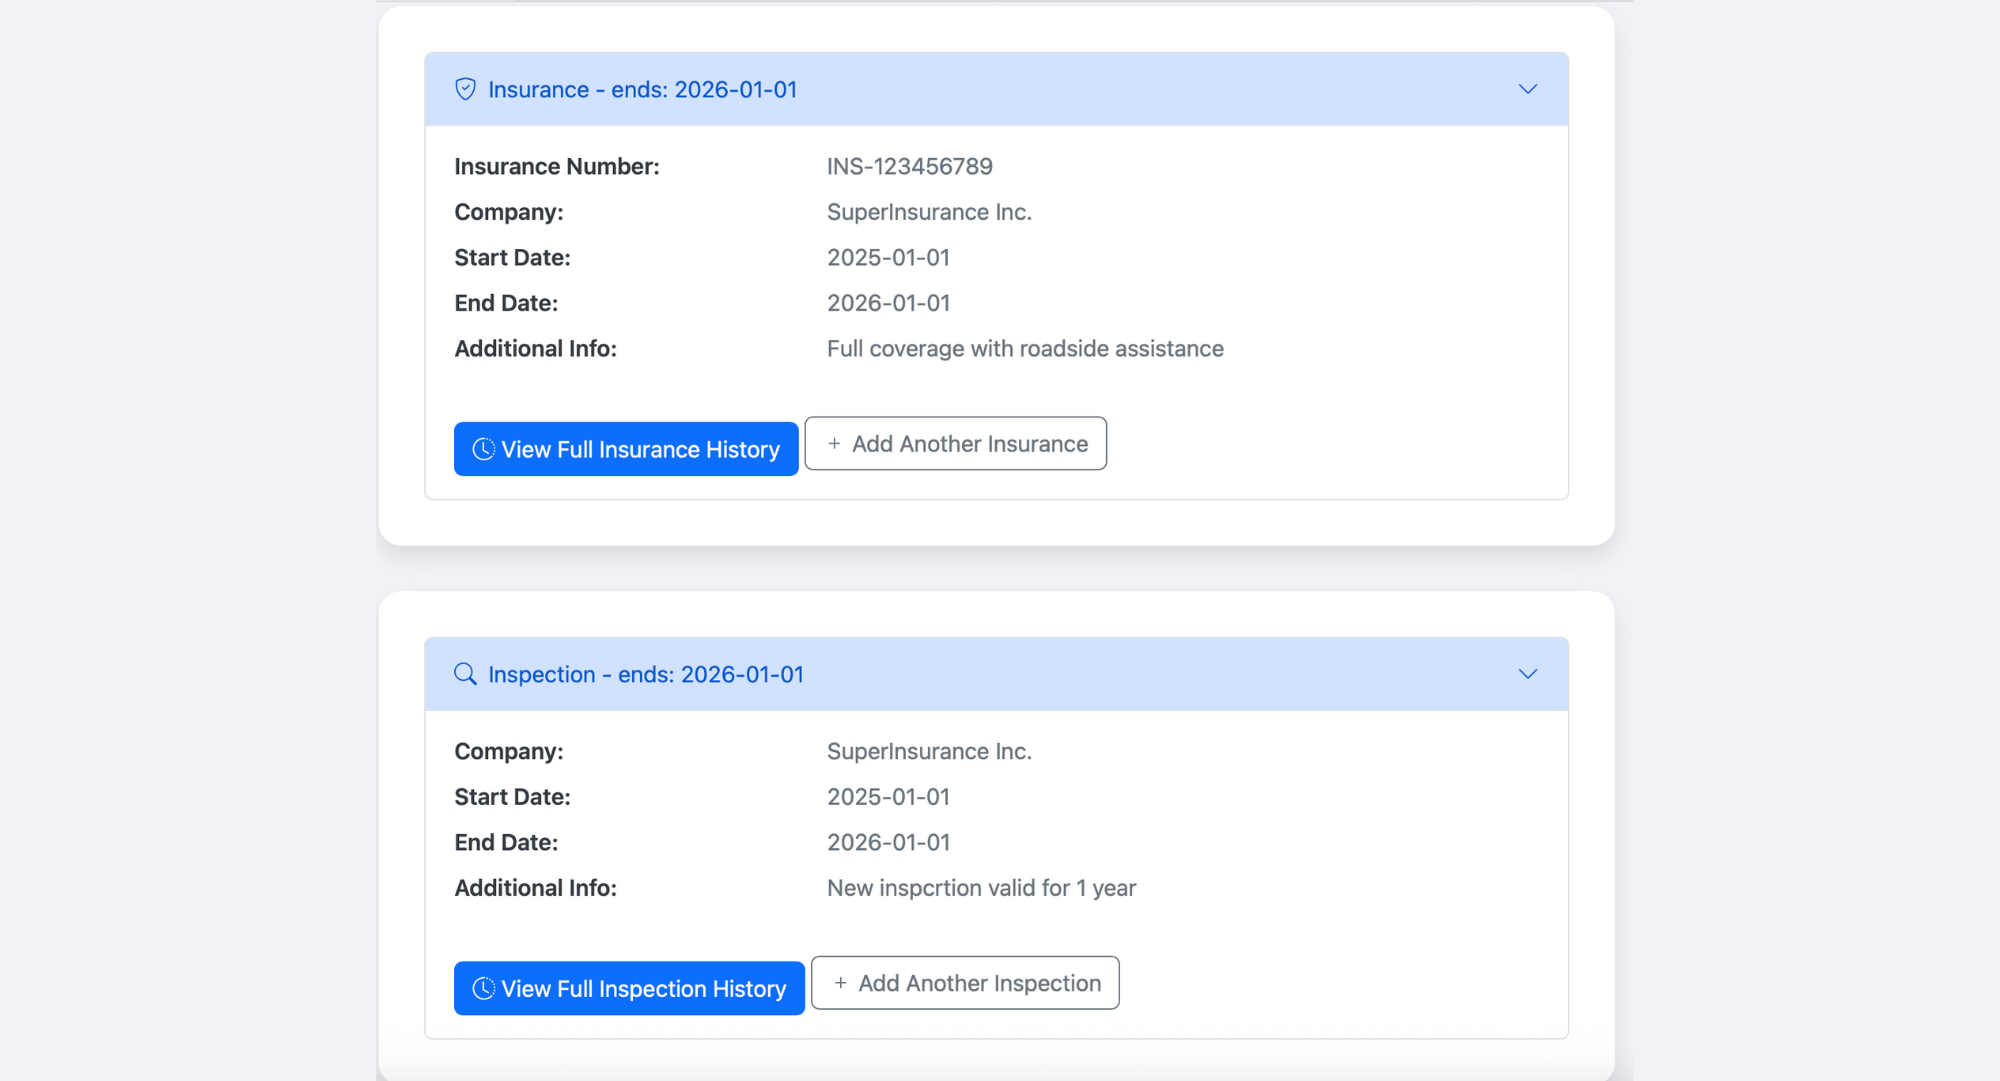 Insurance - ends: 2026-01-01
Insurance Number: INS-123456789
Company: SuperInsurance Inc.
Start Date: 2025-01-01
End Date: 2026-01-01
Additional Info: Full coverage with roadside assistance
View Full Insurance History + Add Another Insurance
Inspection - ends: 2026-01-01
Company: SuperInsurance Inc.
Start Date: 2025-01-01
End Date: 2026-01-01
Additional Info: New inspcrtion valid for 1 year
View Full Inspection History + Add Another Inspection